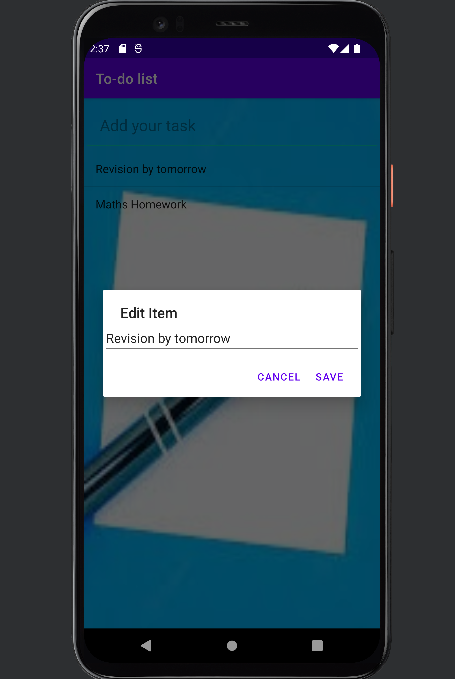 2:37
To-do list
Add your task
Revision by tomorrow
Maths Homework
Edit Item
Revision by tomorrow
CANCEL SAVE